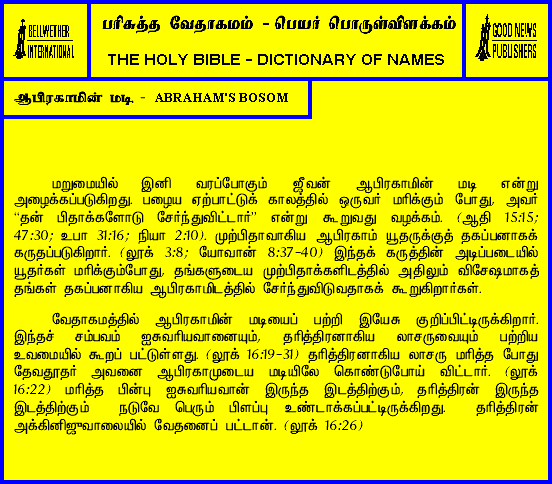 BELLWETHER
INTERNATIONAL
பரிசுத்த வேதாகமம் - பெயர் பொருள்விளக்கம்
THE HOLY BIBLE - DICTIONARY OF NAMES
GOOD NEWS
PUBLISHERS
ஆபிரகாமின் மடி - ABRAHAM'S BOSOM
மறுமையில் இனி வரப்போகும் ஜீவன் ஆபிரகாமின் மடி என்று
அழைக்கப்படுகிறது. பழைய ஏற்பாட்டுக் காலத்தில் ஒருவர் மரிக்கும் போது, அவர்
“தன் பிதாக்களோடு சேர்ந்துவிட்டார்” என்று கூறுவது வழக்கம். (ஆதி 15:15;
47:30; உபா 31:16; நியா 2:10). முற்பிதாவாகிய ஆபிரகாம் யூதருக்குத் தகப்பனாகக்
கருதப்படுகிறார். (லூக் 3:8; யோவான் 8:37-40) இந்தக் கருத்தின் அடிப்படையில்
யூதர்கள் மரிக்கும்போது, தங்களுடைய முற்பிதாக்களிடத்தில் அதிலும் விசேஷமாகத்
தங்கள் தகப்பனாகிய ஆபிரகாமிடத்தில் சேர்ந்துவிடுவதாகக் கூறுகிறார்கள்.
வேதாகமத்தில் ஆபிரகாமின் மடியைப் பற்றி இயேசு குறிப்பிட்டிருக்கிறார்.
இந்தச் சம்பவம் ஐசுவரியவானையும், தரித்திரனாகிய லாசருவையும் பற்றிய
உவமையில் கூறப் பட்டுள்ளது. (லூக் 16:19-31) தரித்திரனாகிய லாசரு மரித்த போது
தேவதூதர் அவனை ஆபிரகாமுடைய மடியிலே கொண்டுபோய் விட்டார். (லூக்
16:22) மரித்த பின்பு ஐசுவரியவான் இருந்த இடத்திற்கும், தரித்திரன் இருந்த
இடத்திற்கும் நடுவே பெரும் பிளப்பு உண்டாக்கப்பட்டிருக்கிறது. தரித்திரன்
அக்கினிஜுவாலையில் வேதனைப் பட்டான். (லூக் 16:26)